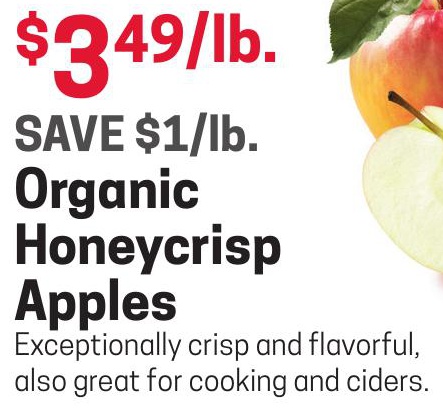 $3 49/lb.
SAVE $1/lb.
Organic
Honeycrisp
Apples
Exceptionally crisp and flavorful,
also great for cooking and ciders.